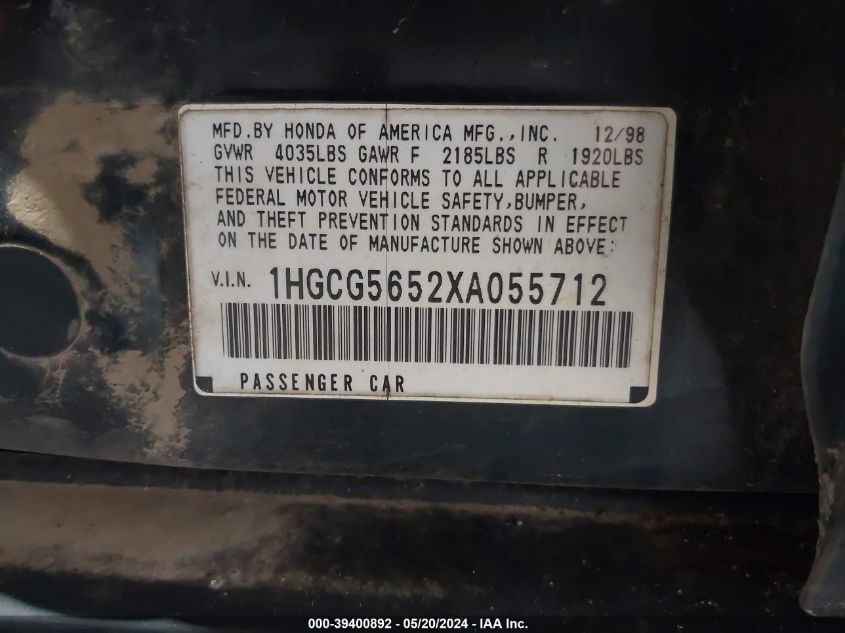 MFD.BY HONDA OF AMERICA MFG.,INC. 12/98
GVWR 4035LBS GAWR F 2185LBS R 1920LBS
THIS VEHICLE CONFORMS TO ALL APPLICABLE
FEDERAL MOTOR VEHICLE SAFETY,BUMPER,
AND THEFT PREVENTION STANDARDS IN EFFECT
ON THE DATE OF MANUFACTURE SHOWN ABOVE:
V.I.N. 1HGCG5652XA055712
PASSENGER CAR
000-39400892 - 05/20/2024 - IAA Inc.